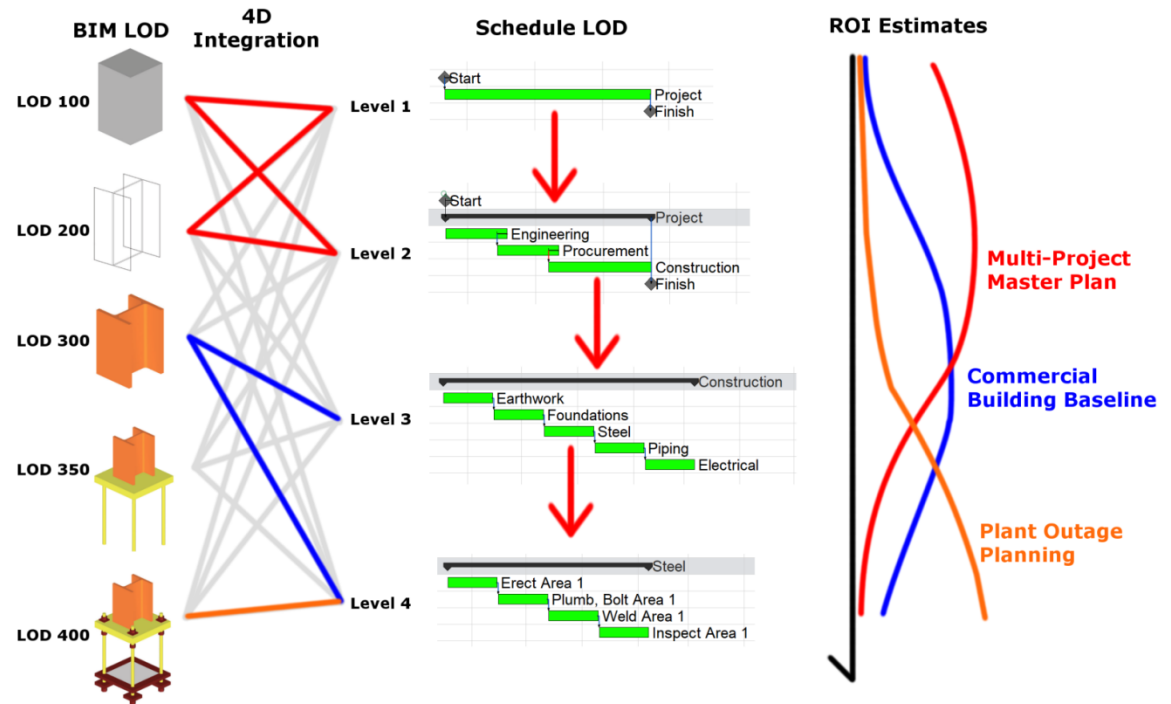 BIM LOD
4D
Integration
Schedule LOD
ROI Estimates
LOD 100
LOD 200
LOD 300
LOD 350
LOD 400
Level 1
Level 2
Level 3
Level 4
Start
Project
Finish
Start
Project
Engineering
Procurement
Construction
Finish
Construction
Earthwork
Foundations
Steel
Piping
Electrical
Steel
Erect Area 1
Plumb, Bolt Area 1
Weld Area 1
Inspect Area 1
Multi-Project
Master Plan
Commercial
Building Baseline
Plant Outage
Planning